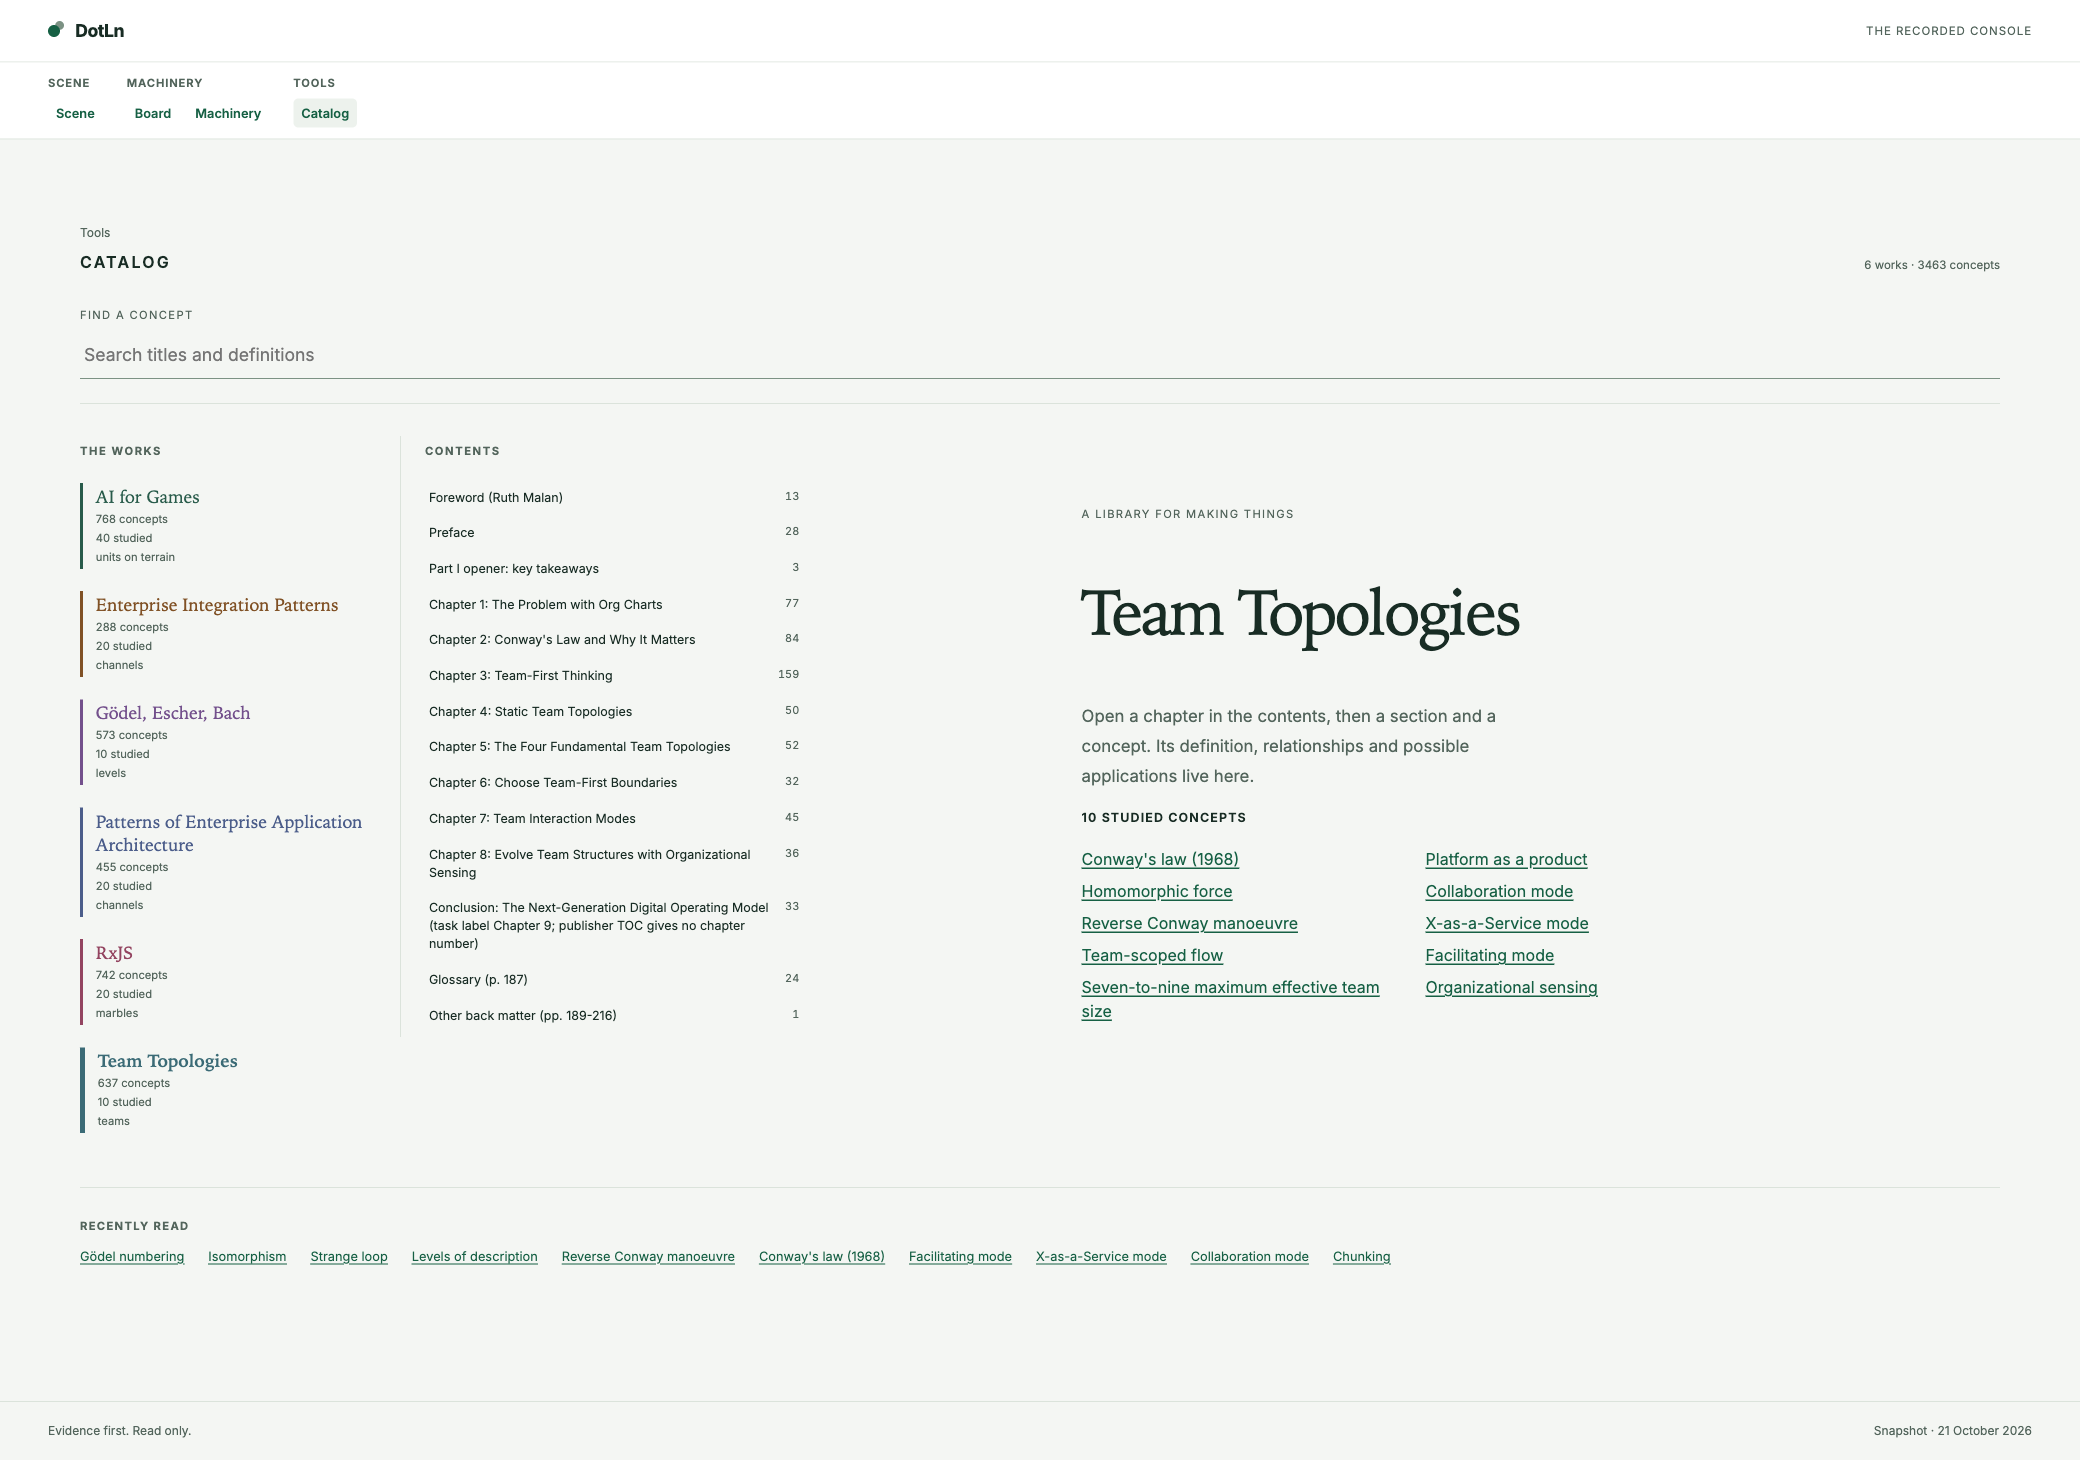 DotLn
THE RECORDED CONSOLE
SCENE
MACHINERY
TOOLS
Scene
Board
Machinery
Catalog
Tools
CATALOG
6 works · 3463 concepts
FIND A CONCEPT
Search titles and definitions
THE WORKS
AI for Games
768 concepts
40 studied
units on terrain
Enterprise Integration Patterns
288 concepts
20 studied
channels
Gödel, Escher, Bach
573 concepts
10 studied
levels
Patterns of Enterprise Application
Architecture
455 concepts
20 studied
channels
RxJS
742 concepts
20 studied
marbles
Team Topologies
637 concepts
10 studied
teams
CONTENTS
Foreword (Ruth Malan) 13
Preface 28
Part I opener: key takeaways 3
Chapter 1: The Problem with Org Charts 77
Chapter 2: Conway's Law and Why It Matters 84
Chapter 3: Team-First Thinking 159
Chapter 4: Static Team Topologies 50
Chapter 5: The Four Fundamental Team Topologies 52
Chapter 6: Choose Team-First Boundaries 32
Chapter 7: Team Interaction Modes 45
Chapter 8: Evolve Team Structures with Organizational 36
Sensing
Conclusion: The Next-Generation Digital Operating Model 33
(task label Chapter 9; publisher TOC gives no chapter
number)
Glossary (p. 187) 24
Other back matter (pp. 189-216) 1
A LIBRARY FOR MAKING THINGS
Team Topologies
Open a chapter in the contents, then a section and a
concept. Its definition, relationships and possible
applications live here.
10 STUDIED CONCEPTS
Conway's law (1968)
Homomorphic force
Reverse Conway manoeuvre
Team-scoped flow
Seven-to-nine maximum effective team
size
Platform as a product
Collaboration mode
X-as-a-Service mode
Facilitating mode
Organizational sensing
RECENTLY READ
Gödel numbering
Isomorphism
Strange loop
Levels of description
Reverse Conway manoeuvre
Conway's law (1968)
Facilitating mode
X-as-a-Service mode
Collaboration mode
Chunking
Evidence first. Read only.
Snapshot · 21 October 2026